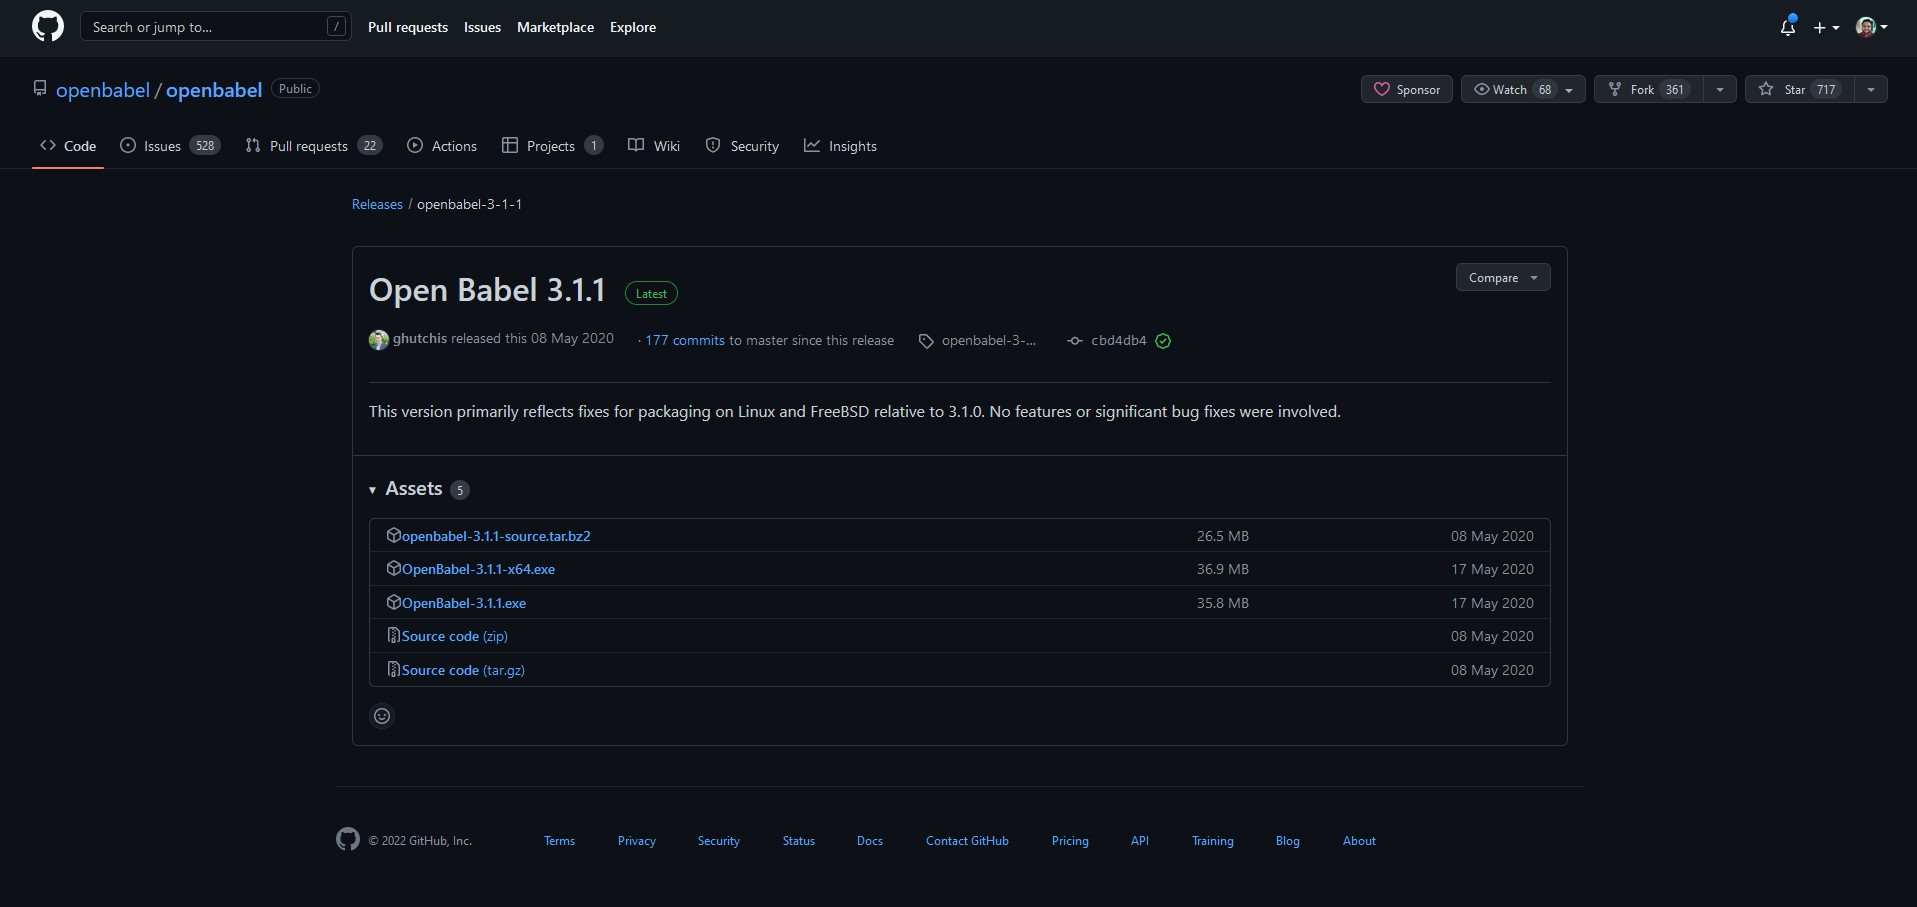 Search or jump to... / Pull requests Issues Marketplace Explore
openbabel / openbabel Public Sponsor Watch 68 Fork 361 Star 717
Code Issues 528 Pull requests 22 Actions Projects 1 Wiki Security Insights
Releases / openbabel-3-1-1
Open Babel 3.1.1 Latest Compare
ghutchis released this 08 May 2020 · 177 commits to master since this release openbabel-3-... cbd4db4
This version primarily reflects fixes for packaging on Linux and FreeBSD relative to 3.1.0. No features or significant bug fixes were involved.
Assets 5
openbabel-3.1.1-source.tar.bz2 26.5 MB 08 May 2020
OpenBabel-3.1.1-x64.exe 36.9 MB 17 May 2020
OpenBabel-3.1.1.exe 35.8 MB 17 May 2020
Source code (zip) 08 May 2020
Source code (tar.gz) 08 May 2020
© 2022 GitHub, Inc. Terms Privacy Security Status Docs Contact GitHub Pricing API Training Blog About